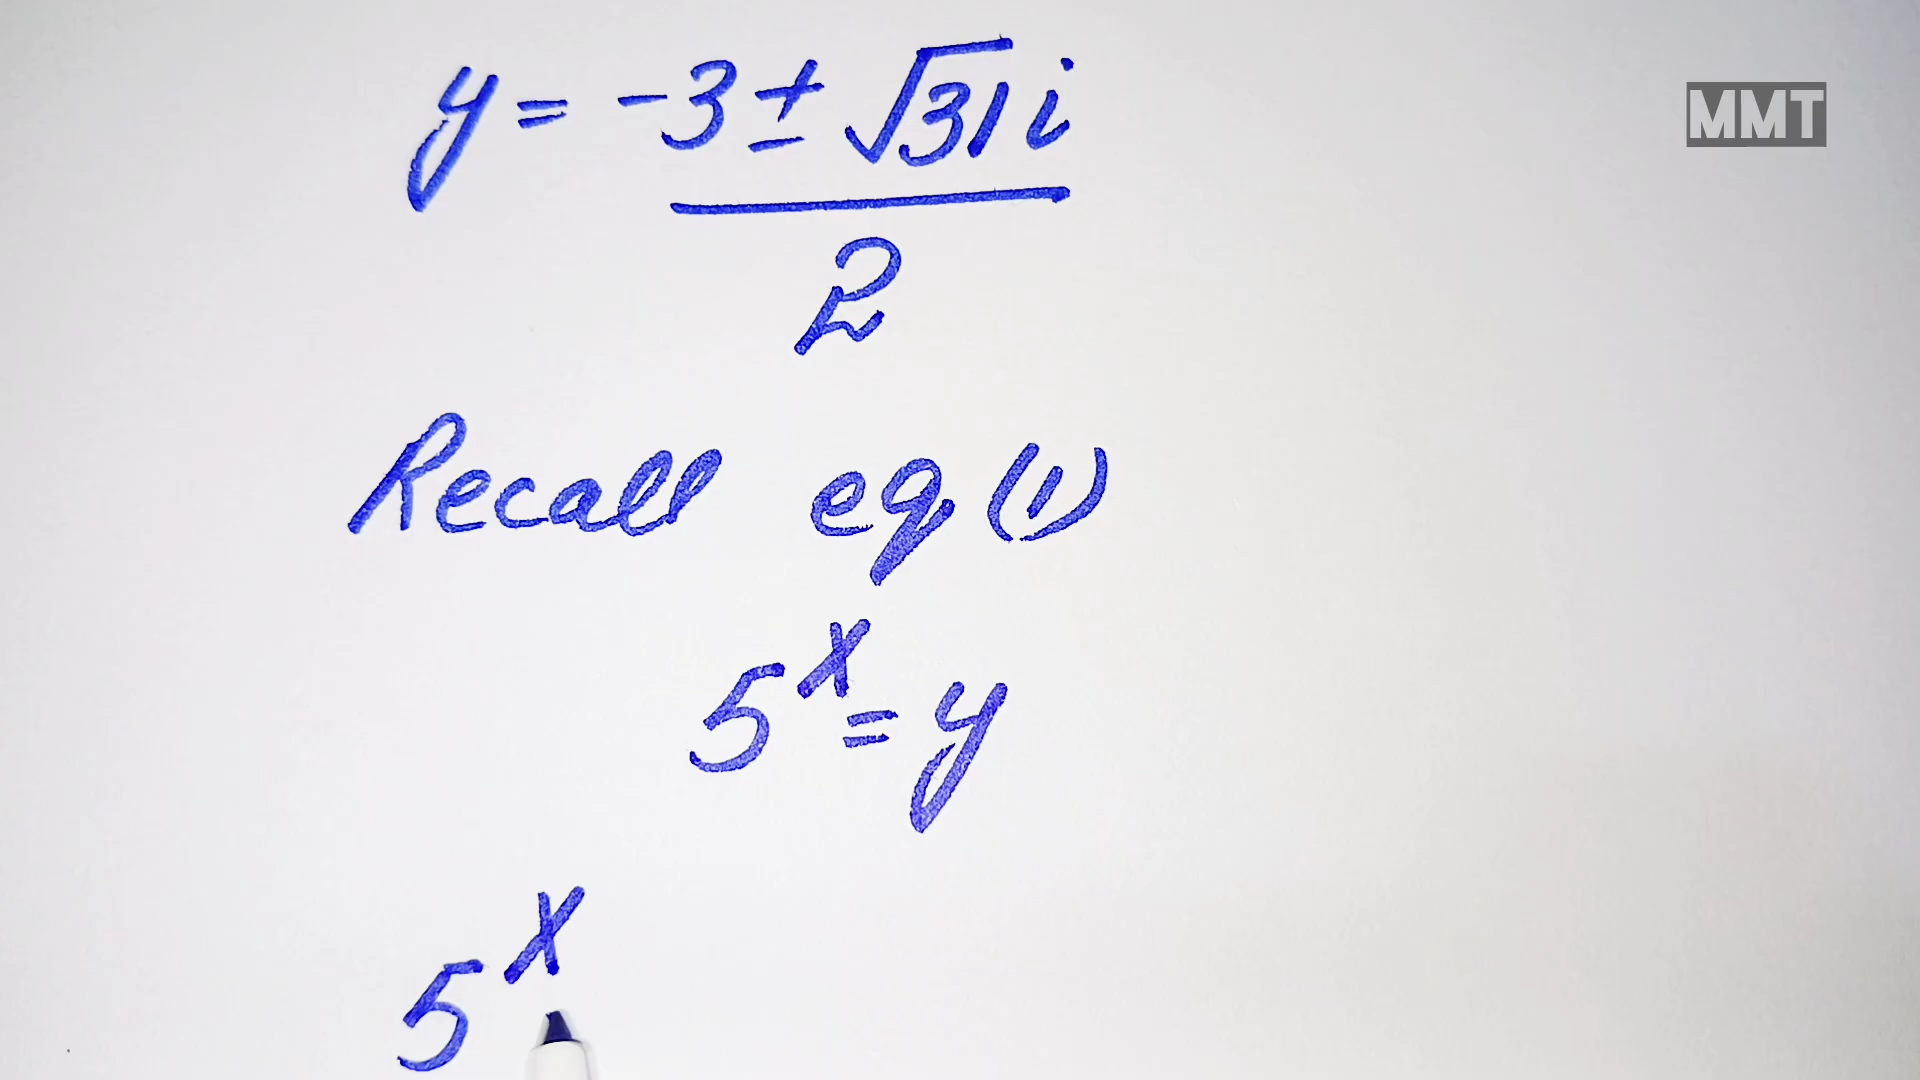 y = -3 ± √31 i
2
MMT
Recall eq. (1)
5^x = y
5^x